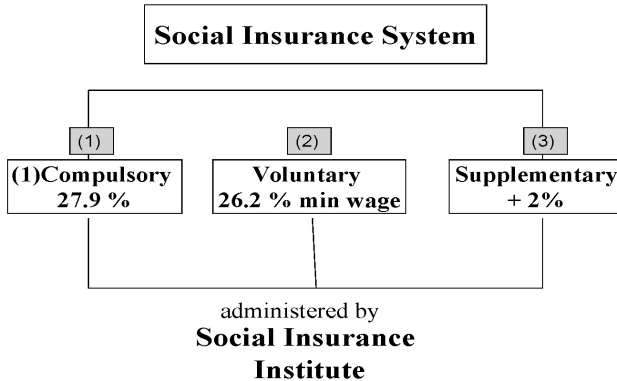 Social Insurance System
(1)
(2)
(3)
(1)Compulsory
27.9 %
Voluntary
26.2 % min wage
Supplementary
+ 2%
administered by
Social Insurance
Institute